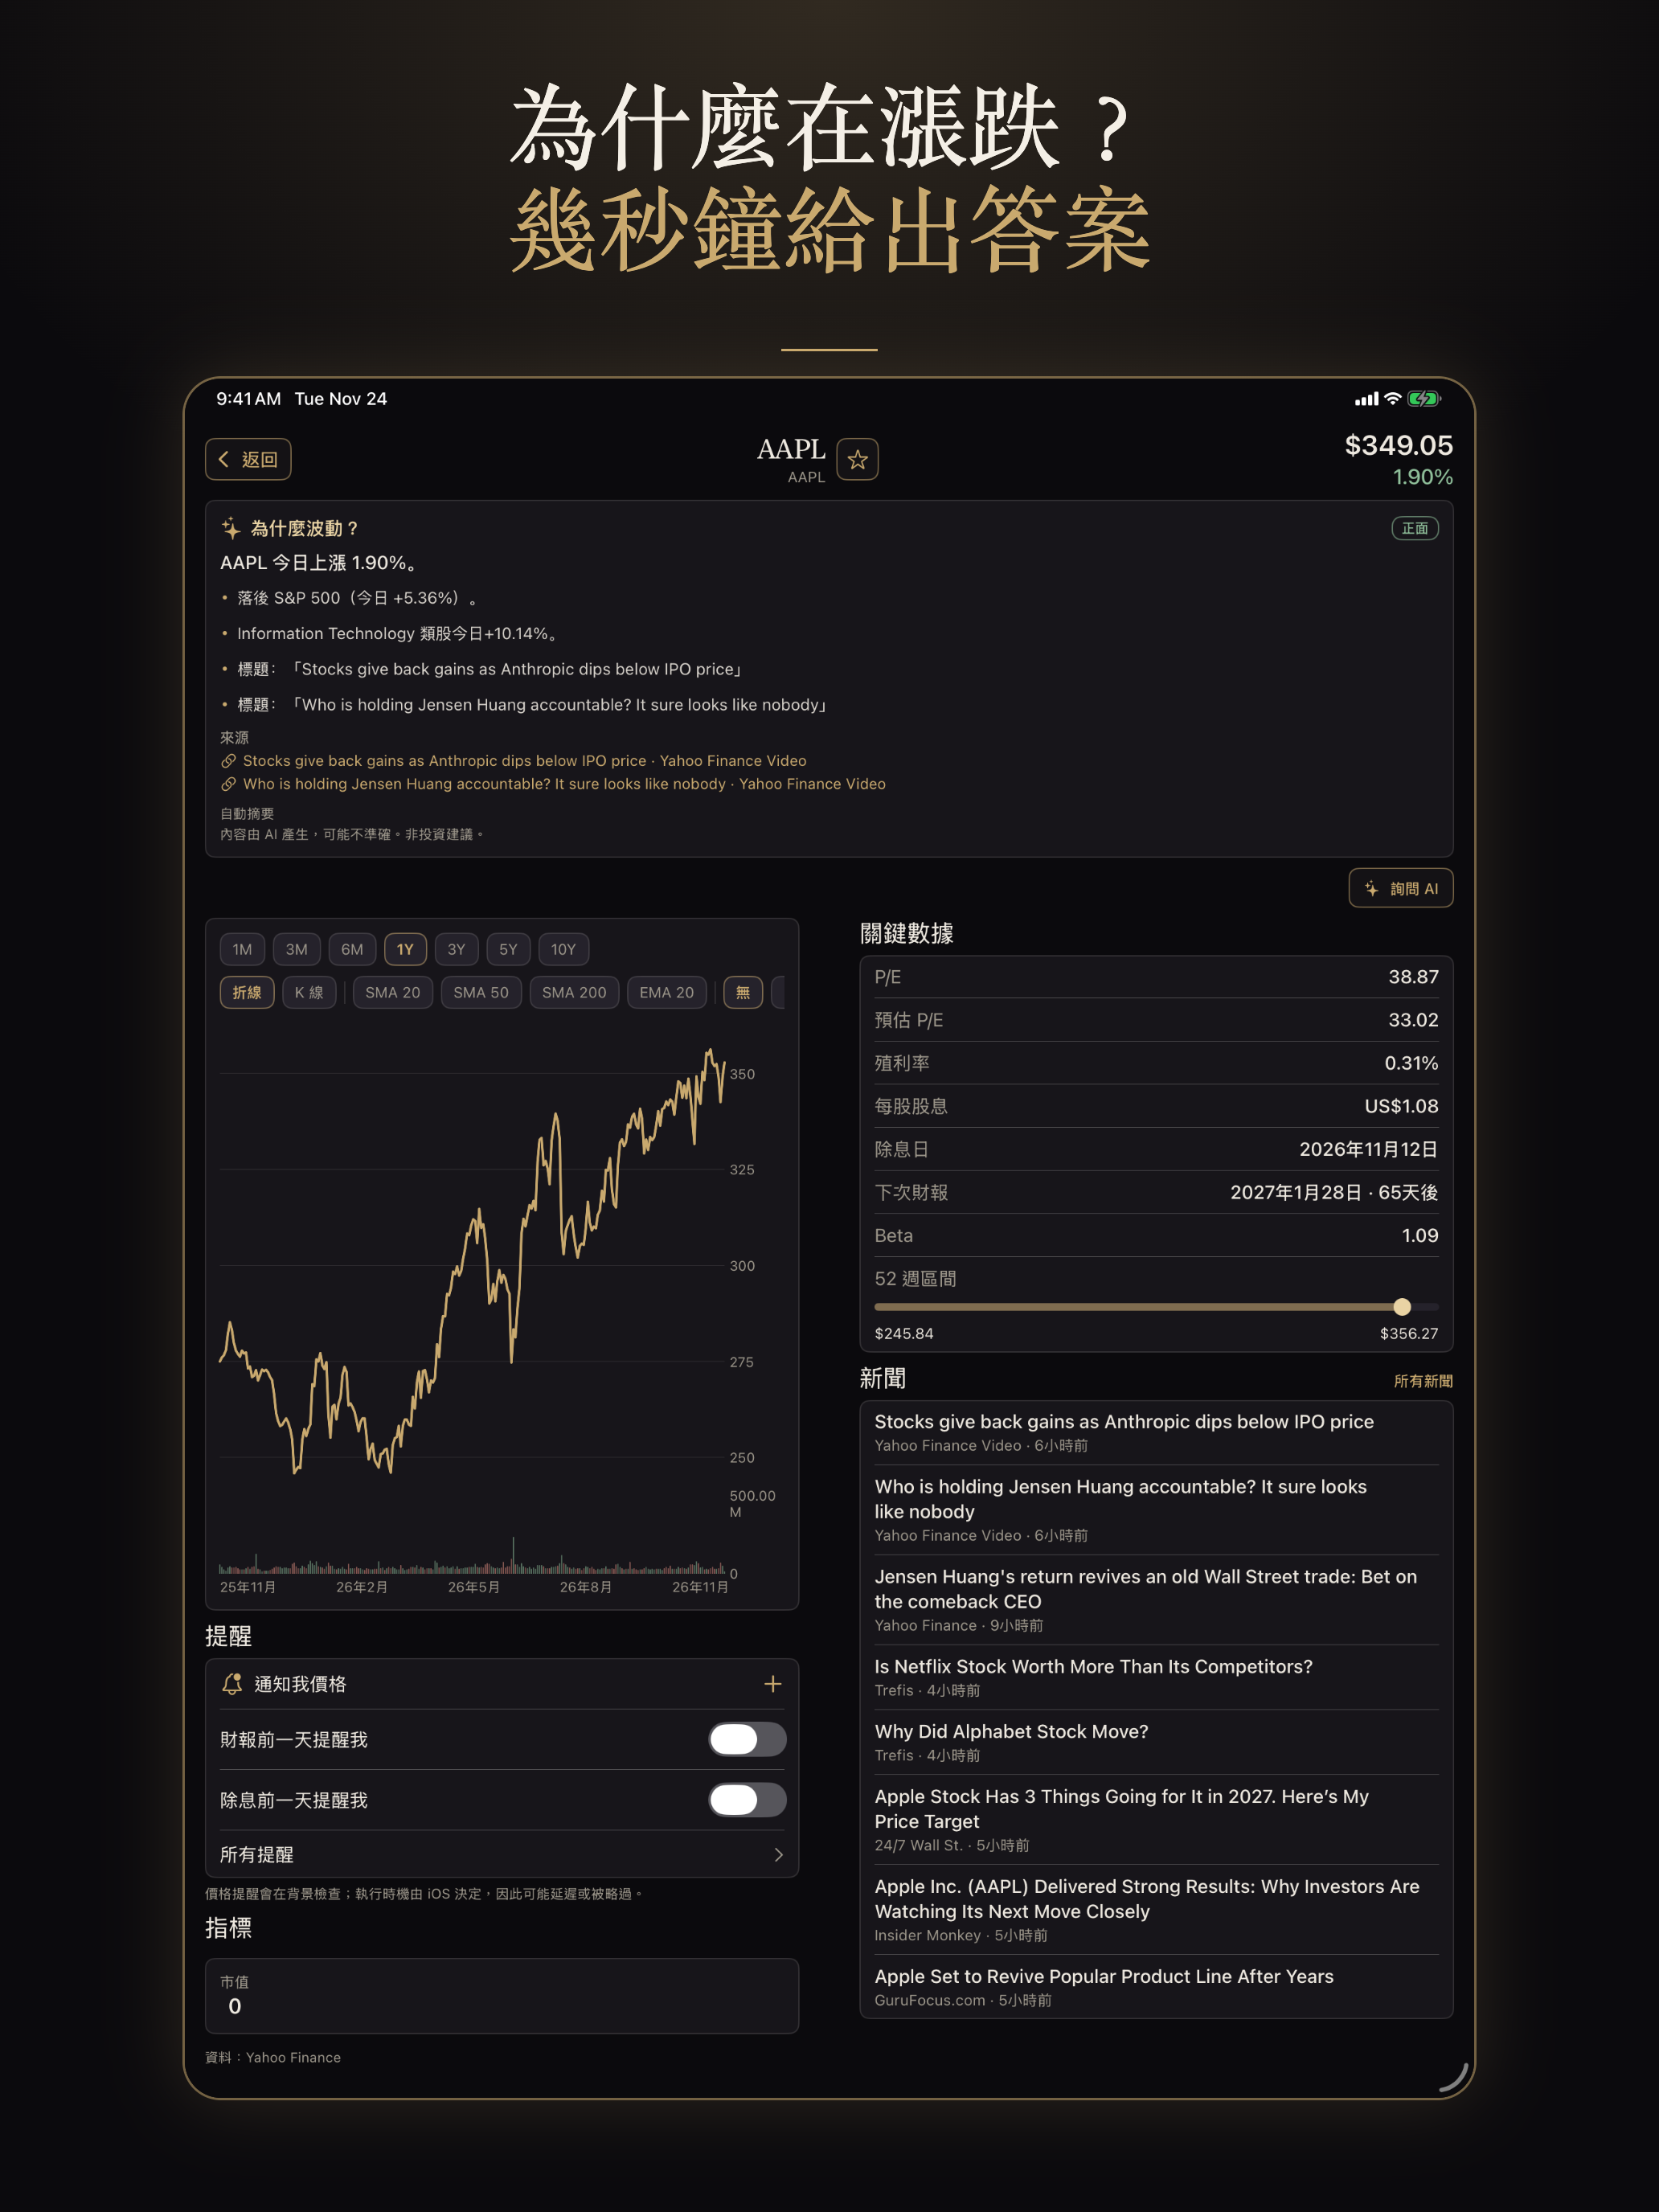 為什麼在漲跌？
幾秒鐘給出答案
9:41 AM Tue Nov 24
返回
AAPL
AAPL
$349.05
1.90%
為什麼波動？
正面
AAPL 今日上漲 1.90%。
• 落後 S&P 500（今日 +5.36%）。
• Information Technology 類股今日+10.14%。
• 標題：「Stocks give back gains as Anthropic dips below IPO price」
• 標題：「Who is holding Jensen Huang accountable? It sure looks like nobody」
來源
Stocks give back gains as Anthropic dips below IPO price · Yahoo Finance Video
Who is holding Jensen Huang accountable? It sure looks like nobody · Yahoo Finance Video
自動摘要
內容由 AI 產生，可能不準確。非投資建議。
詢問 AI
1M 3M 6M 1Y 3Y 5Y 10Y
折線 K 線 SMA 20 SMA 50 SMA 200 EMA 20 無
350
325
300
275
250
500.00
M
0
25年11月 26年2月 26年5月 26年8月 26年11月
提醒
通知我價格
財報前一天提醒我
除息前一天提醒我
所有提醒
價格提醒會在背景檢查；執行時機由 iOS 決定，因此可能延遲或被略過。
指標
市值
0
資料：Yahoo Finance
關鍵數據
P/E 38.87
預估 P/E 33.02
殖利率 0.31%
每股股息 US$1.08
除息日 2026年11月12日
下次財報 2027年1月28日 · 65天後
Beta 1.09
52 週區間
$245.84 $356.27
新聞 所有新聞
Stocks give back gains as Anthropic dips below IPO price
Yahoo Finance Video · 6小時前
Who is holding Jensen Huang accountable? It sure looks
like nobody
Yahoo Finance Video · 6小時前
Jensen Huang's return revives an old Wall Street trade: Bet on
the comeback CEO
Yahoo Finance · 9小時前
Is Netflix Stock Worth More Than Its Competitors?
Trefis · 4小時前
Why Did Alphabet Stock Move?
Trefis · 4小時前
Apple Stock Has 3 Things Going for It in 2027. Here’s My
Price Target
24/7 Wall St. · 5小時前
Apple Inc. (AAPL) Delivered Strong Results: Why Investors Are
Watching Its Next Move Closely
Insider Monkey · 5小時前
Apple Set to Revive Popular Product Line After Years
GuruFocus.com · 5小時前